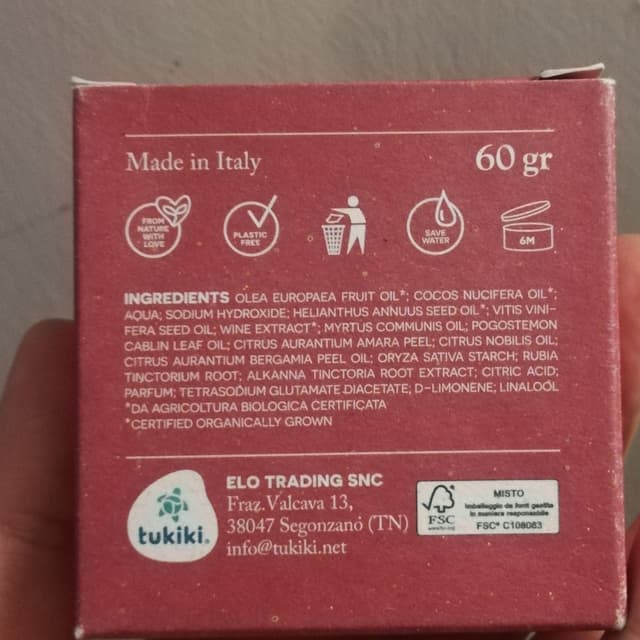 Made in Italy
60 gr
FROM
NATURE
WITH
LOVE
PLASTIC
FREE
SAVE
WATER
6M
INGREDIENTS OLEA EUROPAEA FRUIT OIL*; COCOS NUCIFERA OIL*;
AQUA; SODIUM HYDROXIDE; HELIANTHUS ANNUUS SEED OIL*; VITIS VINI-
FERA SEED OIL; WINE EXTRACT*; MYRTUS COMMUNIS OIL; POGOSTEMON
CABLIN LEAF OIL; CITRUS AURANTIUM AMARA PEEL; CITRUS NOBILIS OIL;
CITRUS AURANTIUM BERGAMIA PEEL OIL; ORYZA SATIVA STARCH; RUBIA
TINCTORIUM ROOT; ALKANNA TINCTORIA ROOT EXTRACT; CITRIC ACID;
PARFUM; TETRASODIUM GLUTAMATE DIACETATE; D-LIMONENE; LINALOOL
*DA AGRICOLTURA BIOLOGICA CERTIFICATA
*CERTIFIED ORGANICALLY GROWN
tukiki®
ELO TRADING SNC
Fraz.Valcava 13,
38047 Segonzano (TN)
info@tukiki.net
FSC
MISTO
Imballaggio da fonti gestite
in maniera responsabile
FSC® C108083